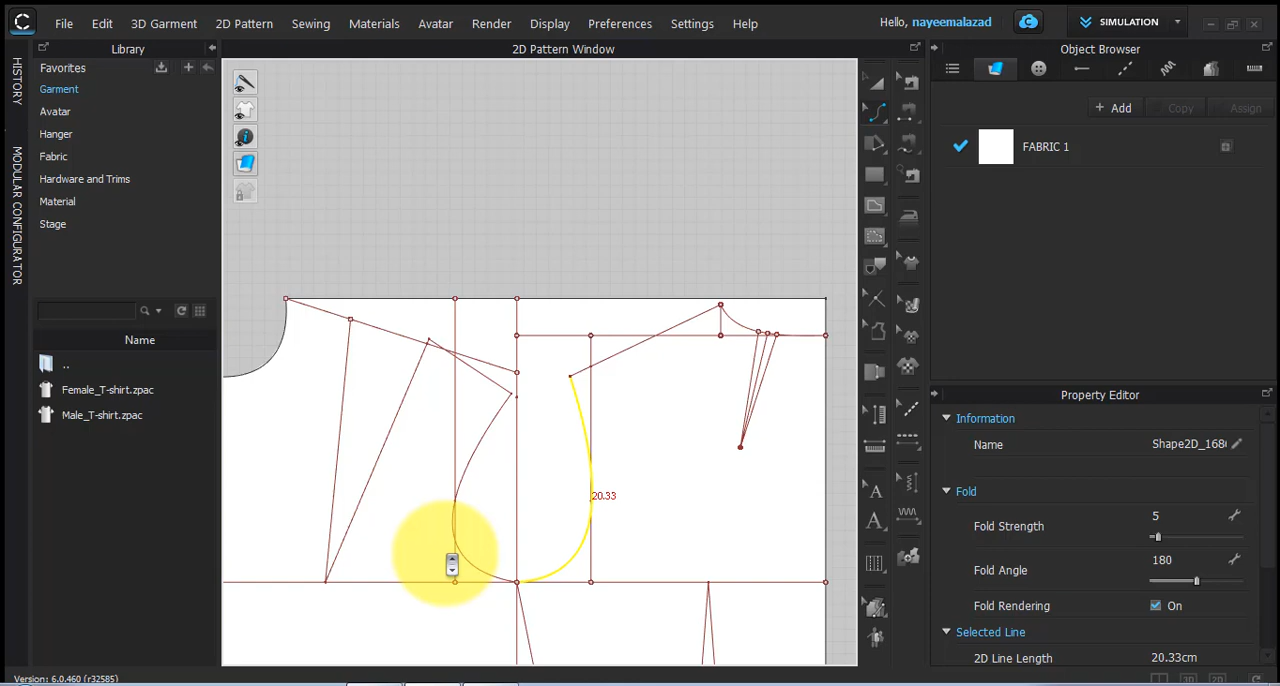 File Edit 3D Garment 2D Pattern Sewing Materials Avatar Render Display Preferences Settings Help
Hello, nayeemalazad
SIMULATION
HISTORY
MODULAR CONFIGURATOR
Library
Favorites
Garment
Avatar
Hanger
Fabric
Hardware and Trims
Material
Stage
Name
..
Female_T-shirt.zpac
Male_T-shirt.zpac
2D Pattern Window
20.33
Object Browser
+ Add Copy Assign
FABRIC 1
Property Editor
Information
Name Shape2D_168
Fold
Fold Strength 5
Fold Angle 180
Fold Rendering On
Selected Line
2D Line Length 20.33cm
Version: 6.0.460 (r32585)
3D 2D